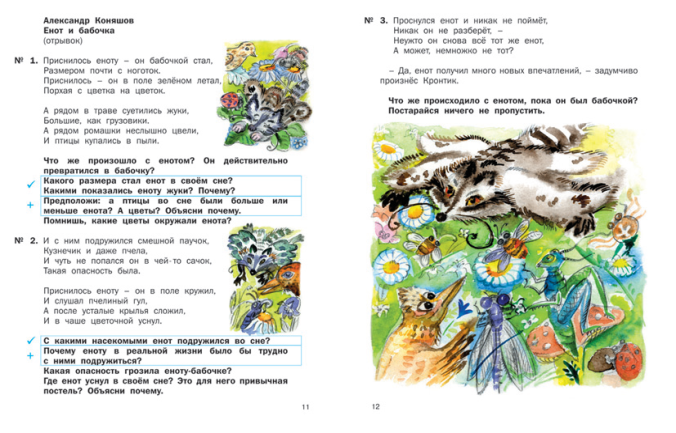 Александр Коняшов
Енот и бабочка
(отрывок)
№ 1. Приснилось еноту – он бабочкой стал,
Размером почти с ноготок.
Приснилось – он в поле зелёном летал,
Порхая с цветка на цветок.
А рядом в траве суетились жуки,
Большие, как грузовики.
А рядом ромашки неслышно цвели,
И птицы купались в пыли.
Что же произошло с енотом? Он действительно
превратился в бабочку?
✓ Какого размера стал енот в своём сне?
Какими показались еноту жуки? Почему?
+ Предположи: а птицы во сне были больше или
меньше енота? А цветы? Объясни почему.
Помнишь, какие цветы окружали енота?
№ 2. И с ним подружился смешной паучок,
Кузнечик и даже пчела,
И чуть не попался он в чей-то сачок,
Такая опасность была.
Приснилось еноту – он в поле кружил,
И слушал пчелиный гул,
А после усталые крылья сложил,
И в чаше цветочной уснул.
✓ С какими насекомыми енот подружился во сне?
+ Почему еноту в реальной жизни было бы трудно
с ними подружиться?
Какая опасность грозила еноту-бабочке?
Где енот уснул в своём сне? Это для него привычная
постель? Объясни почему.
11
№ 3. Проснулся енот и никак не поймёт,
Никак он не разберёт, –
Неужто он снова всё тот же енот,
А может, немножко не тот?
– Да, енот получил много новых впечатлений, – задумчиво
произнёс Кронтик.
Что же происходило с енотом, пока он был бабочкой?
Постарайся ничего не пропустить.
12